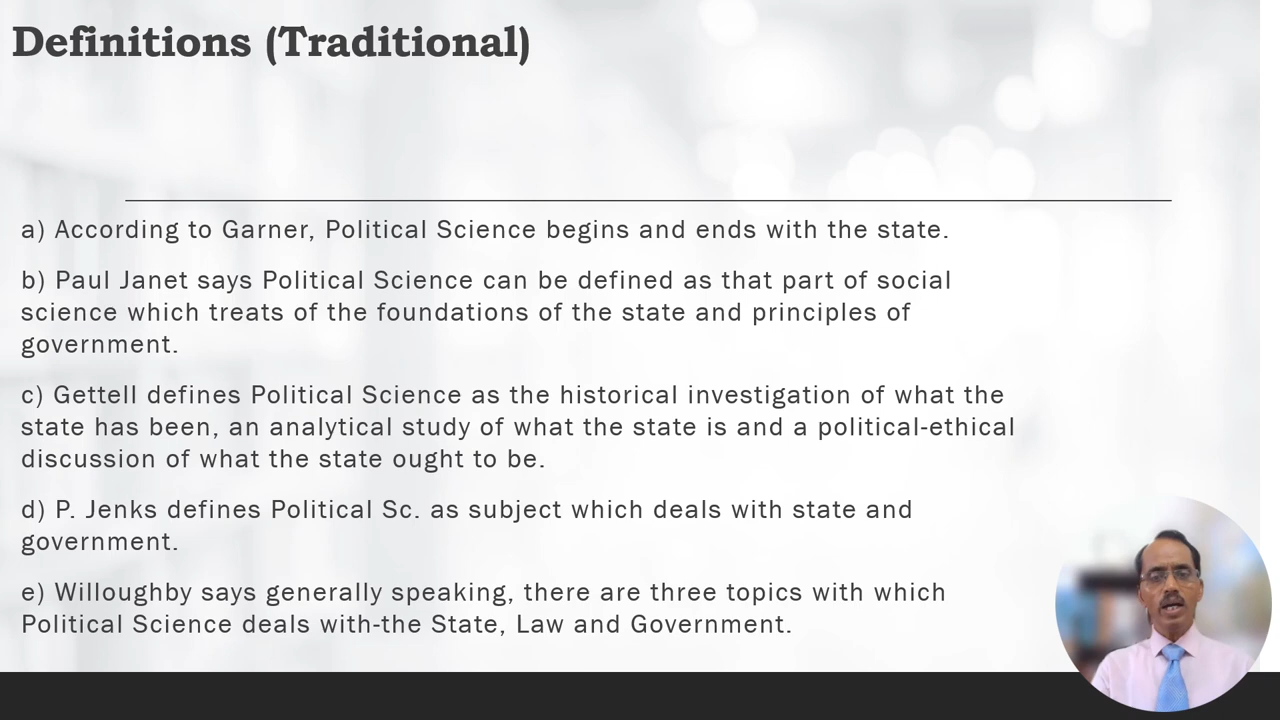 Definitions (Traditional)
a) According to Garner, Political Science begins and ends with the state.
b) Paul Janet says Political Science can be defined as that part of social
science which treats of the foundations of the state and principles of
government.
c) Gettell defines Political Science as the historical investigation of what the
state has been, an analytical study of what the state is and a political-ethical
discussion of what the state ought to be.
d) P. Jenks defines Political Sc. as subject which deals with state and
government.
e) Willoughby says generally speaking, there are three topics with which
Political Science deals with-the State, Law and Government.